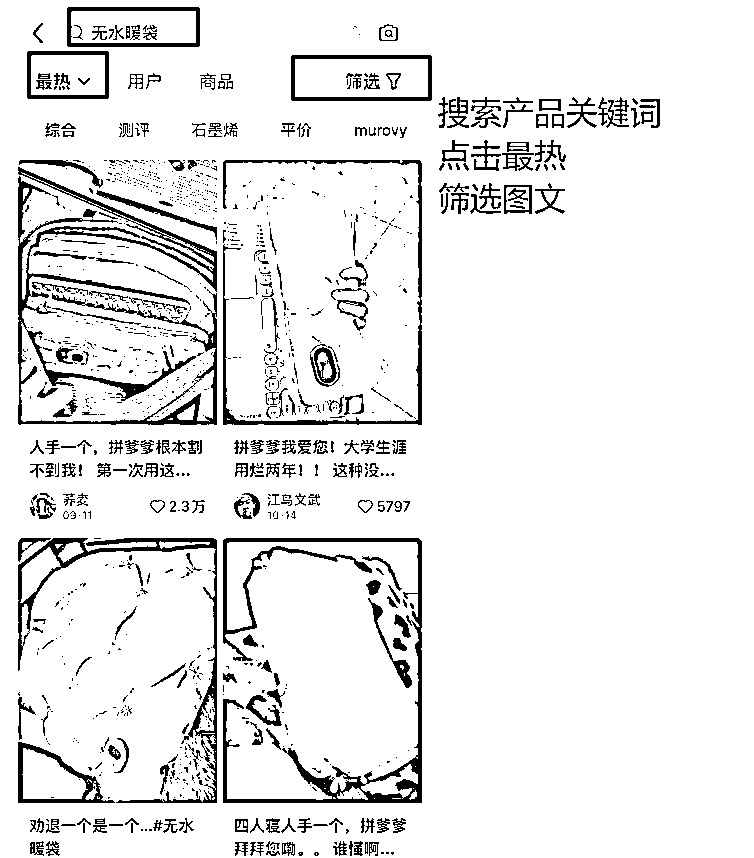 无水暖袋
最热
用户
商品
筛选
综合
测评
石墨烯
平价
murovy
搜索产品关键词
点击最热
筛选图文
人手一个，拼爹爹根本割
不到我！ 第一次用这...
荞麦
09-11
2.3万
拼爹爹我爱您！大学生涯
用烂两年！！ 这种没...
江鸟文武
10-14
5797
劝退一个是一个...#无水
暖袋
四人寝人手一个，拼爹爹
拜拜您嘞。。谁懂啊...